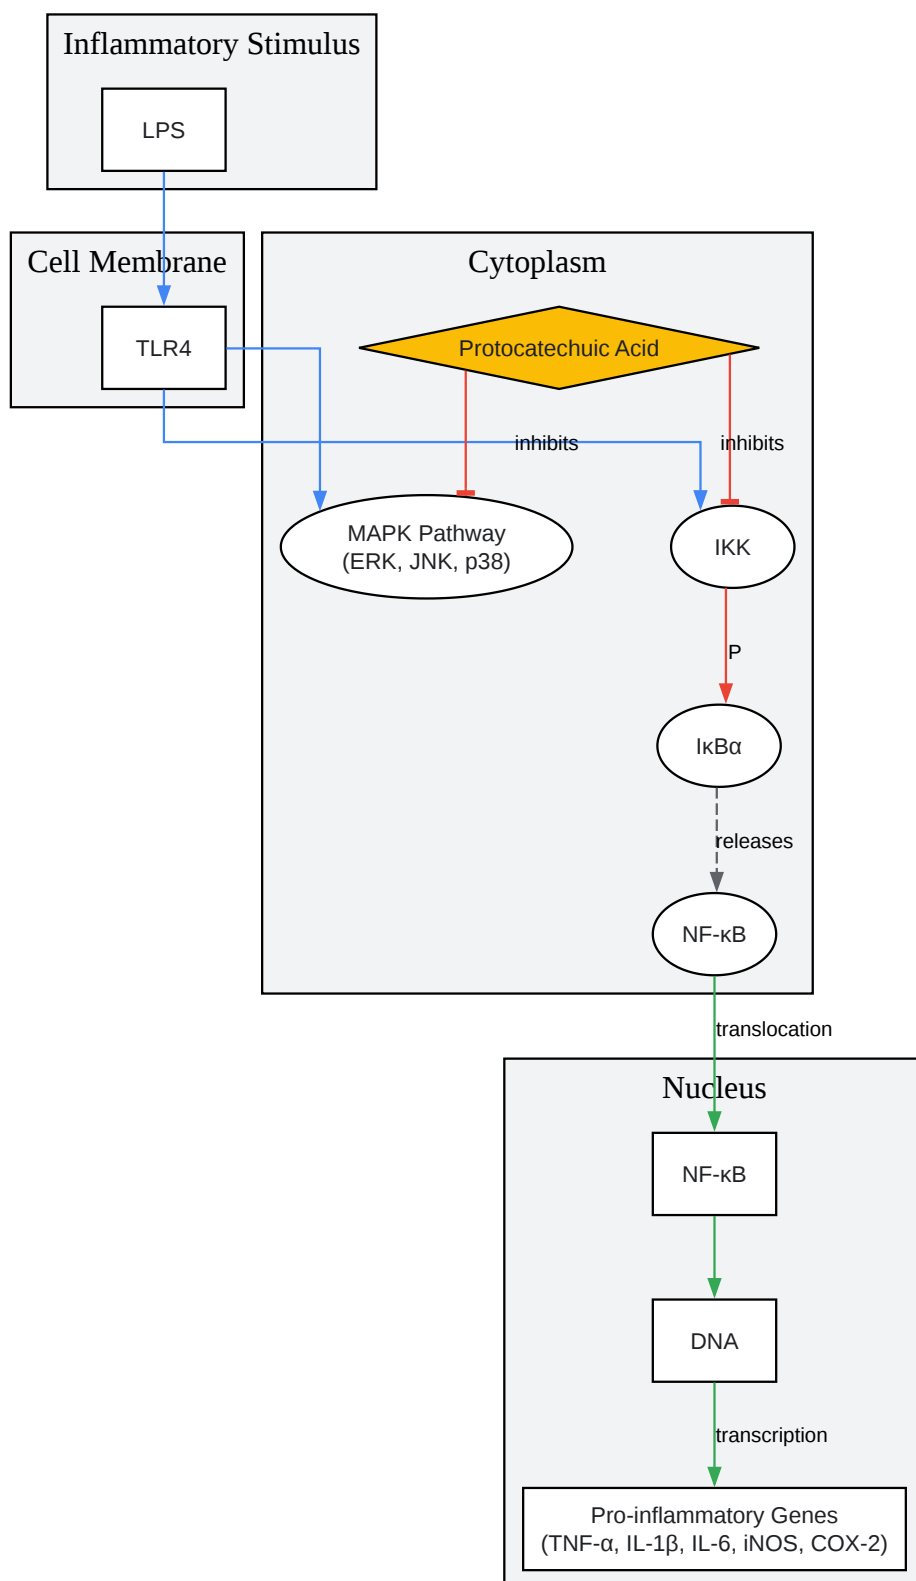 Inflammatory Stimulus
LPS
Cell Membrane
TLR4
Cytoplasm
Protocatechuic Acid
inhibits
inhibits
MAPK Pathway
(ERK, JNK, p38)
IKK
P
IκBα
releases
NF-κB
translocation
Nucleus
NF-κB
DNA
transcription
Pro-inflammatory Genes
(TNF-α, IL-1β, IL-6, iNOS, COX-2)